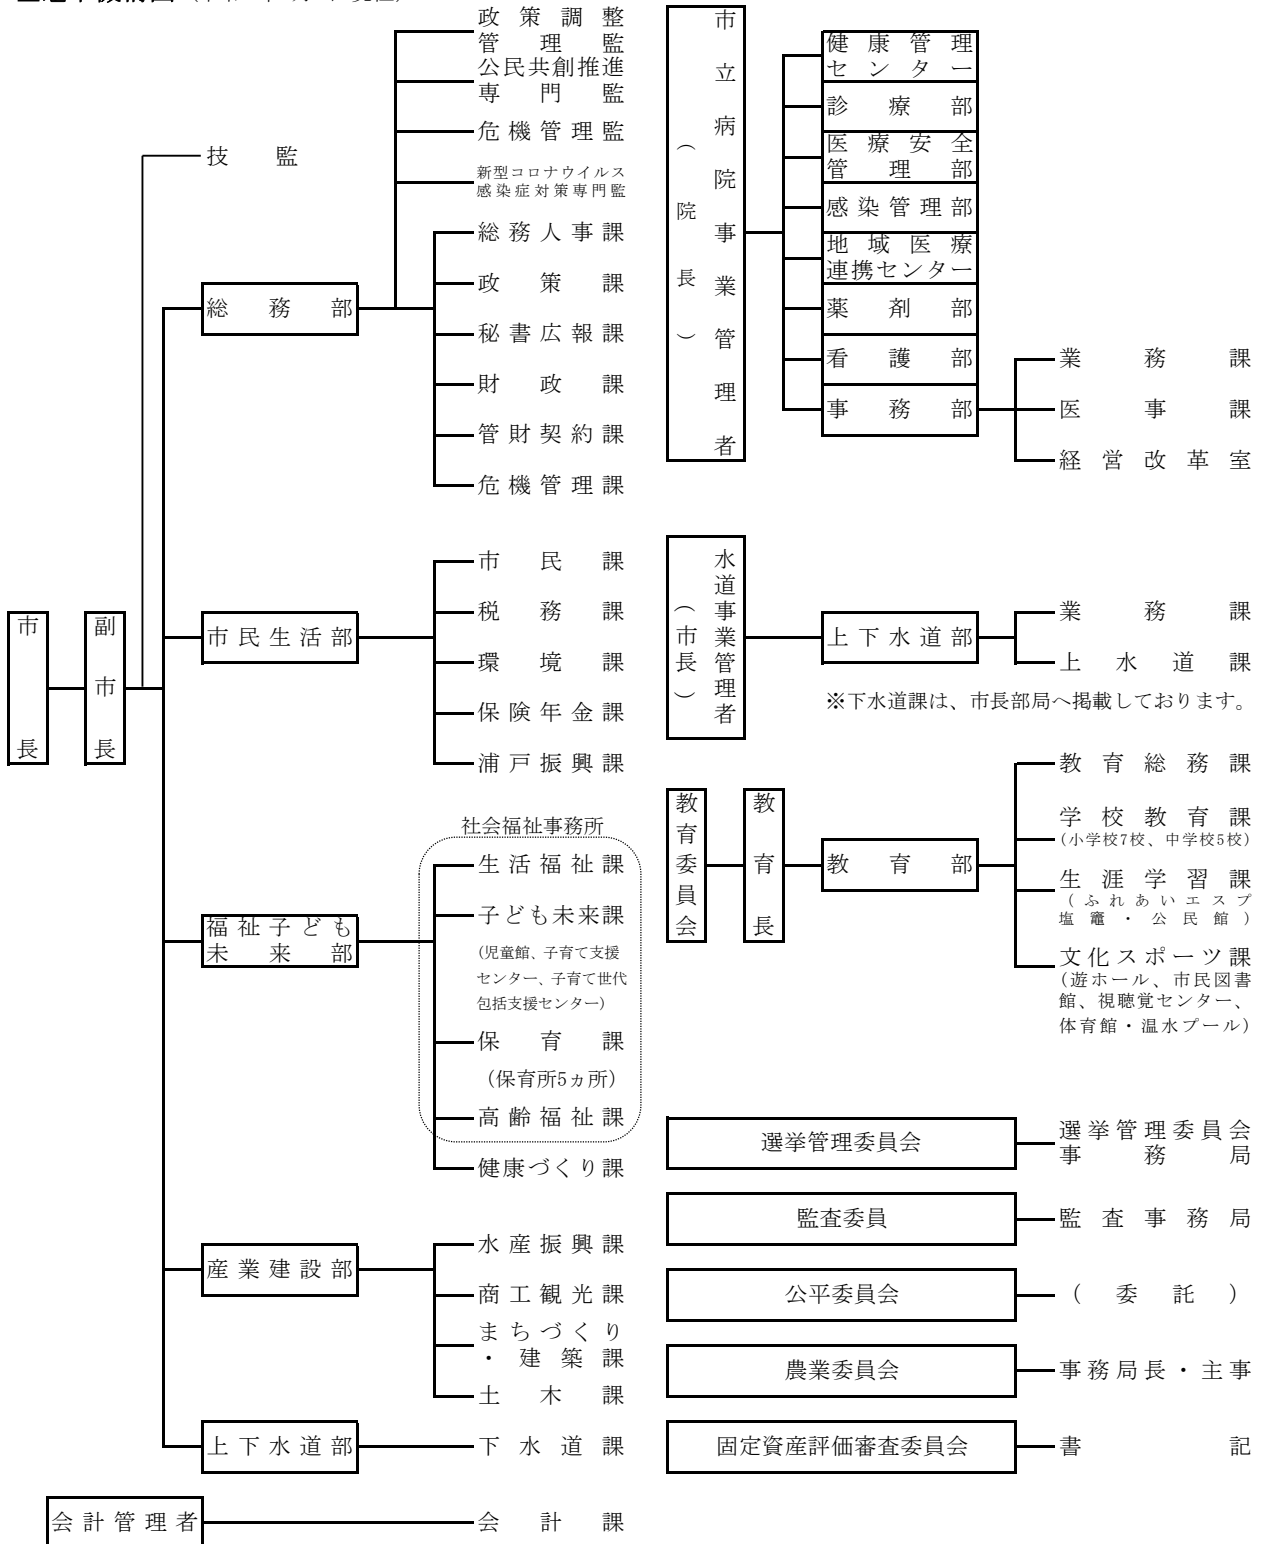 政策調整
管理監
公民共創推進
専門監
危機管理監
技監
新型コロナウイルス
感染症対策専門監
総務人事課
政策課
総務部
秘書広報課
財政課
管財契約課
危機管理課
市長
副市長
市民課
税務課
市民生活部
環境課
保険年金課
浦戸振興課
社会福祉事務所
生活福祉課
子ども未来課
(児童館、子育て支援
センター、子育て世代
包括支援センター)
福祉子ども
未来部
保育課
(保育所5ヵ所)
高齢福祉課
健康づくり課
水産振興課
産業建設部
商工観光課
まちづくり
・建築課
土木課
上下水道部
下水道課
会計管理者
会計課
市立病院事業管理者
(院長)
健康管理
センター
診療部
医療安全
管理部
感染管理部
地域医療
連携センター
薬剤部
看護部
事務部
業務課
医事課
経営改革室
水道事業管理者
(市長)
上下水道部
業務課
上水道課
※下水道課は、市長部局へ掲載しております。
教育委員会
教育長
教育部
教育総務課
学校教育課
(小学校7校、中学校5校)
生涯学習課
(ふれあいエスプ
塩竈・公民館)
文化スポーツ課
(遊ホール、市民図書
館、視聴覚センター、
体育館・温水プール)
選挙管理委員会
選挙管理委員会
事務局
監査委員
監査事務局
公平委員会
(委託)
農業委員会
事務局長・主事
固定資産評価審査委員会
書記